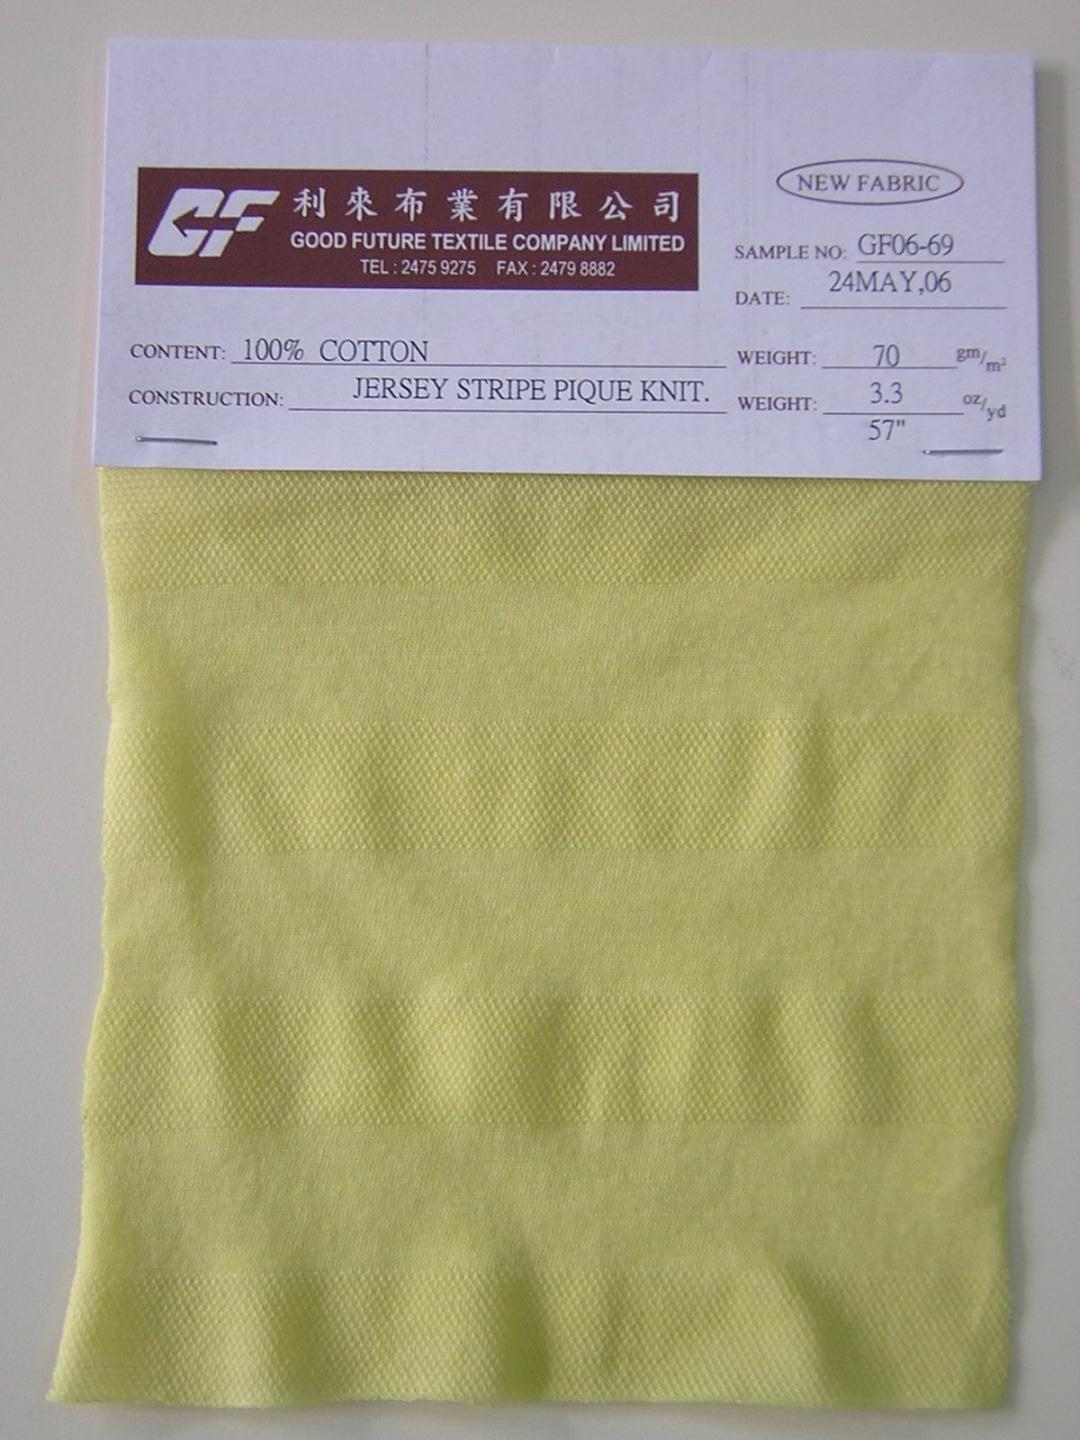 NEW FABRIC
GF 利來布業有限公司
GOOD FUTURE TEXTILE COMPANY LIMITED
TEL : 2475 9275 FAX : 2479 8882
SAMPLE NO: GF06-69
DATE: 24MAY,06
CONTENT: 100% COTTON
WEIGHT: 70 gm/m²
CONSTRUCTION: JERSEY STRIPE PIQUE KNIT.
WEIGHT: 3.3 oz/yd
57"